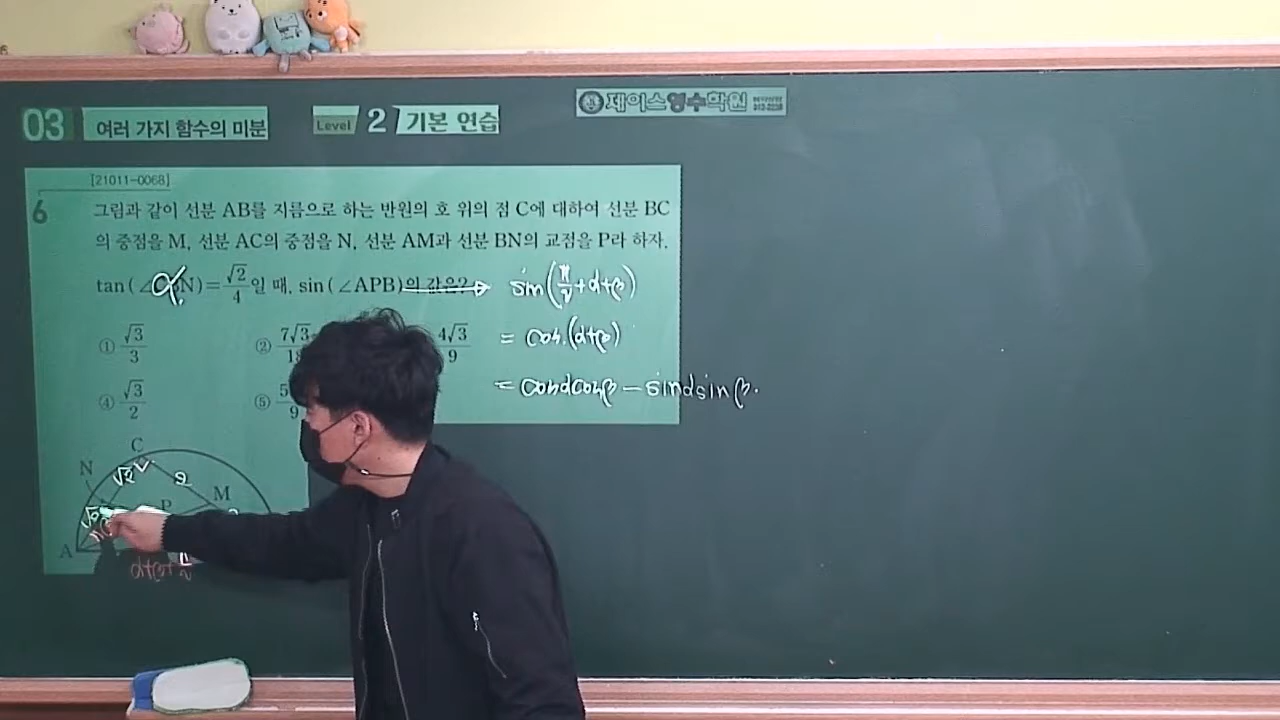 03 여러 가지 함수의 미분 Level 2 기본 연습
제이스영수학원
[21011-0068]
6 그림과 같이 선분 AB를 지름으로 하는 반원의 호 위의 점 C에 대하여 선분 BC
의 중점을 M, 선분 AC의 중점을 N, 선분 AM과 선분 BN의 교점을 P라 하자.
tan(∠ N)=√2/4일 때, sin(∠APB)의 값은? → sin(π/2+α+β)
= cos(α+β)
= cosαcosβ - sinαsinβ.
α
① √3/3 ② 7√3/18 4√3/9
④ √3/2 ⑤ 5 9
C
N √2 2 M
P
A
α+β+π/2